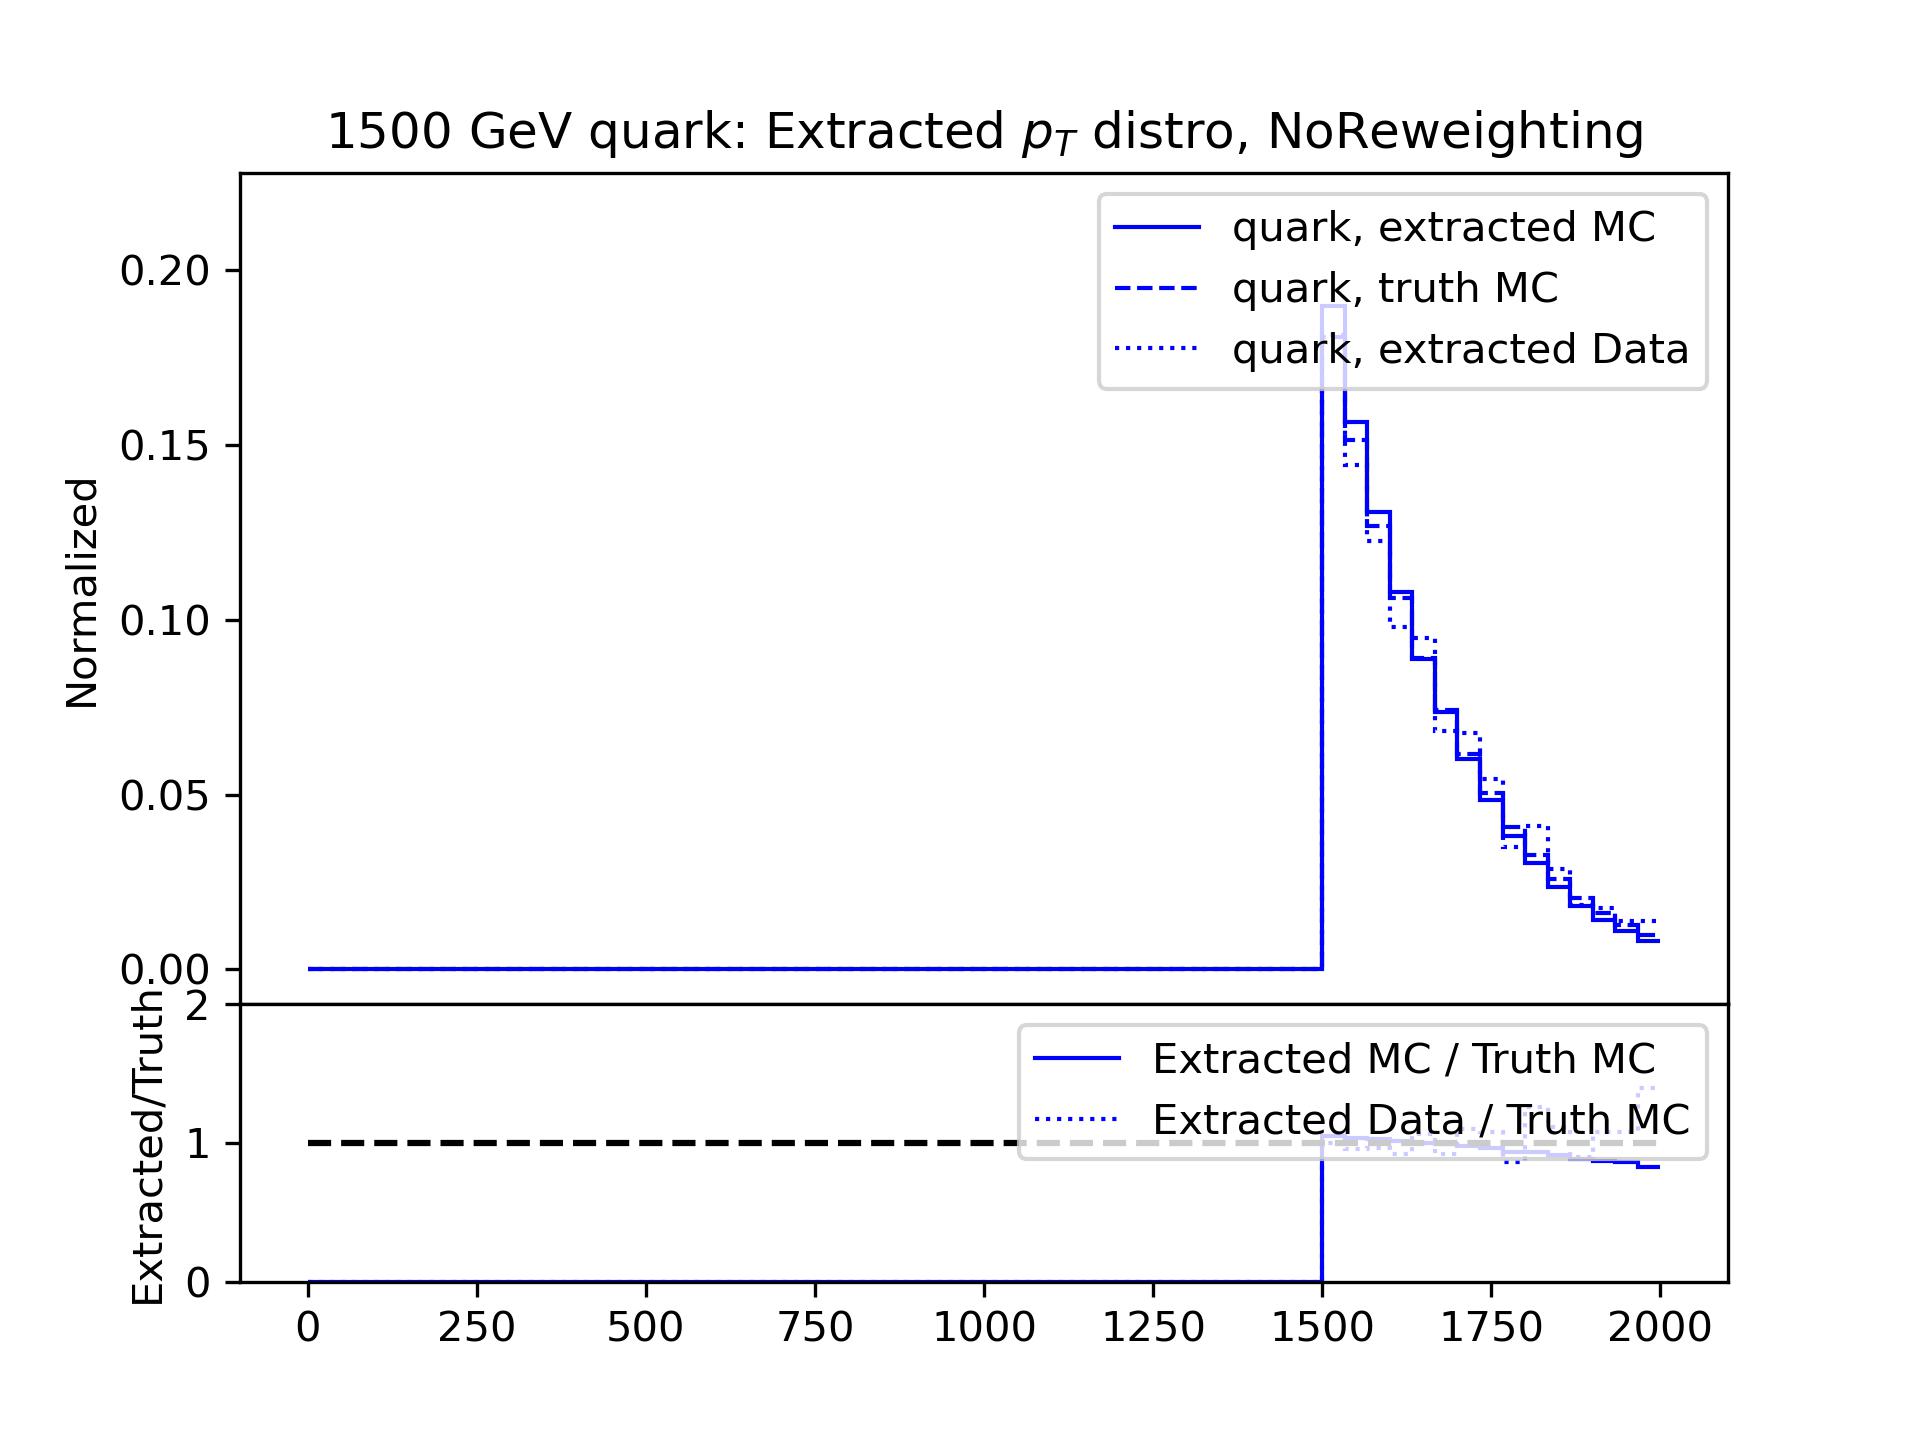 1500 GeV quark: Extracted p_T distro, NoReweighting
quark, extracted MC
quark, truth MC
quark, extracted Data
0.20
0.15
0.10
0.05
0.00
Normalized
Extracted MC / Truth MC
Extracted Data / Truth MC
2
1
0
Extracted/Truth
0 250 500 750 1000 1250 1500 1750 2000